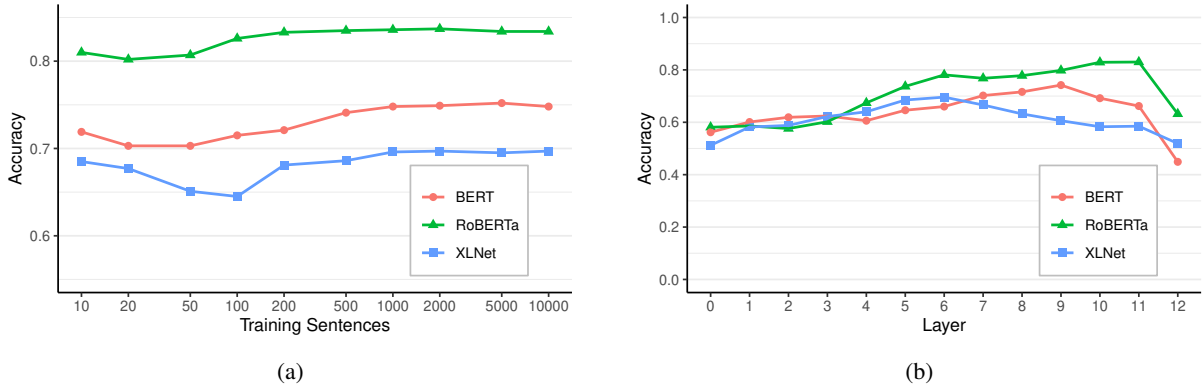 Accuracy
0.8
0.7
0.6
BERT
RoBERTa
XLNet
10 20 50 100 200 500 1000 2000 5000 10000
Training Sentences
(a)
Accuracy
1.0
0.8
0.6
0.4
0.2
0.0
BERT
RoBERTa
XLNet
0 1 2 3 4 5 6 7 8 9 10 11 12
Layer
(b)